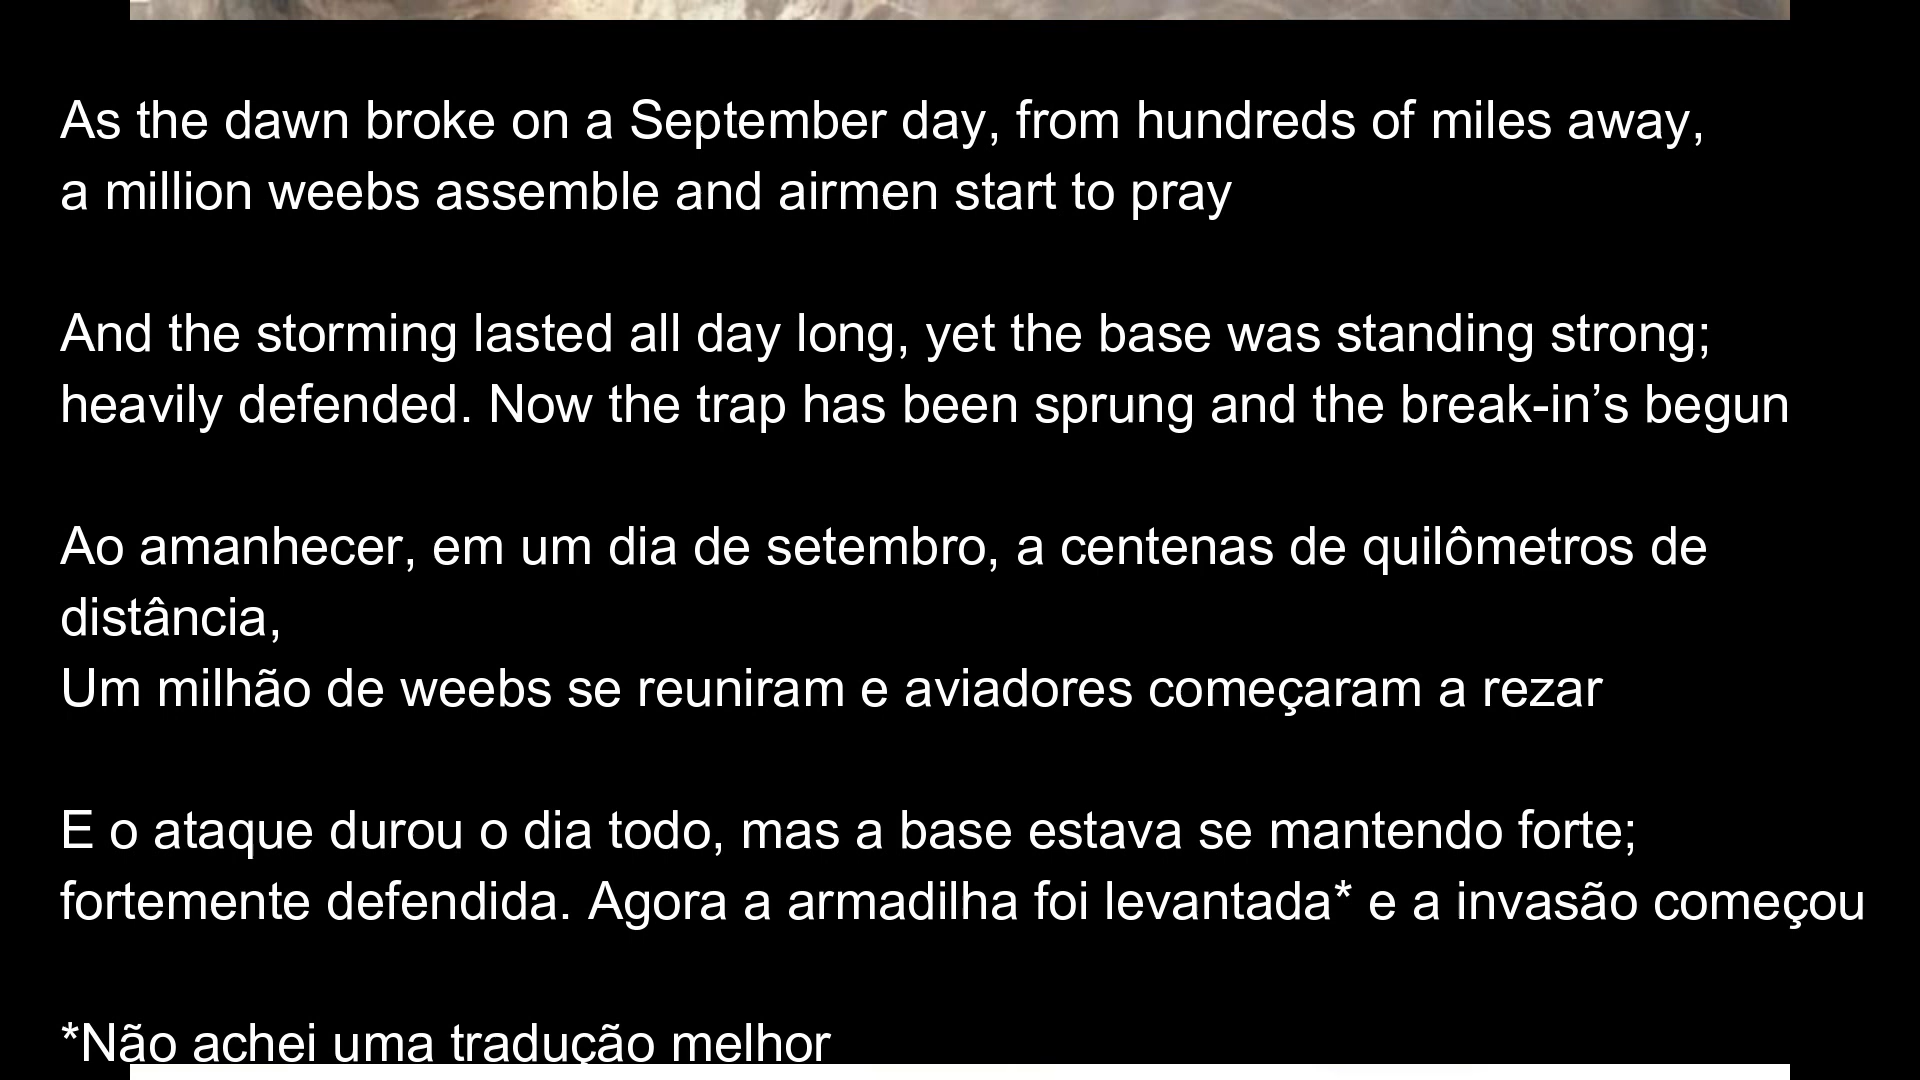 As the dawn broke on a September day, from hundreds of miles away,
a million weebs assemble and airmen start to pray
And the storming lasted all day long, yet the base was standing strong;
heavily defended. Now the trap has been sprung and the break-in’s begun
Ao amanhecer, em um dia de setembro, a centenas de quilômetros de
distância,
Um milhão de weebs se reuniram e aviadores começaram a rezar
E o ataque durou o dia todo, mas a base estava se mantendo forte;
fortemente defendida. Agora a armadilha foi levantada* e a invasão começou
*Não achei uma tradução melhor